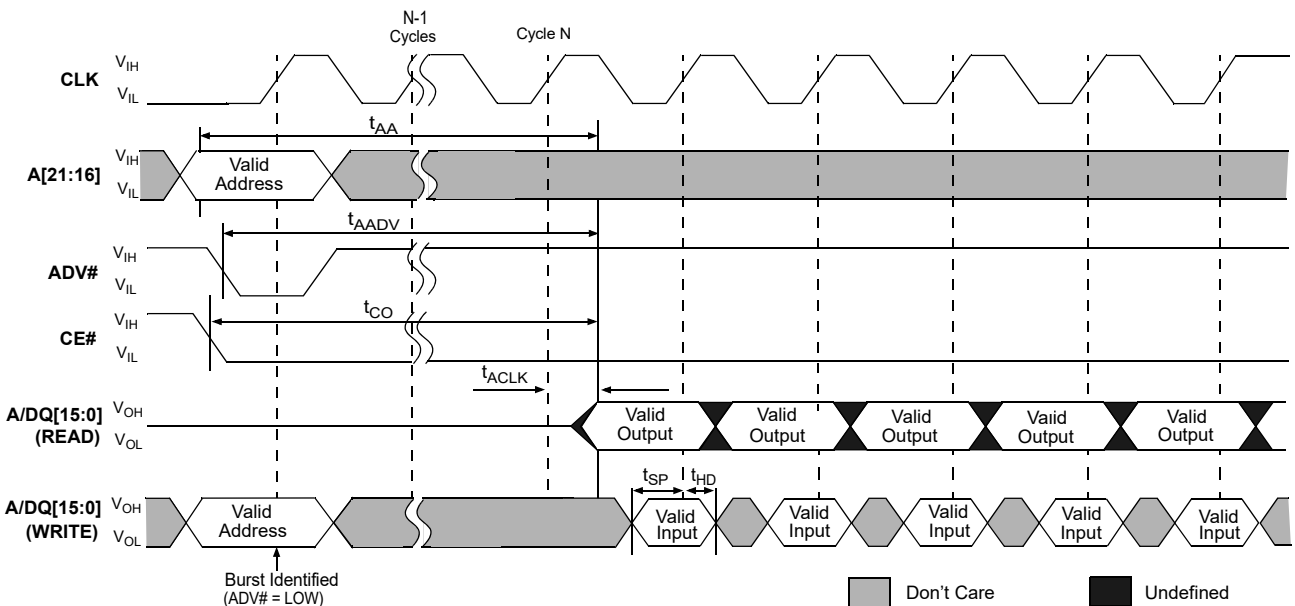 N-1
Cycles
Cycle N
CLK
VIH
VIL
tAA
A[21:16]
VIH
VIL
Valid
Address
tAADV
ADV#
VIH
VIL
tCO
CE#
VIH
VIL
tACLK
A/DQ[15:0]
(READ)
VOH
VOL
Valid
Output
Valid
Output
Valid
Output
Valid
Output
Valid
Output
tSP
tHD
A/DQ[15:0]
(WRITE)
VOH
VOL
Valid
Address
Valid
Input
Valid
Input
Valid
Input
Valid
Input
Valid
Input
Burst Identified
(ADV# = LOW)
Don't Care
Undefined